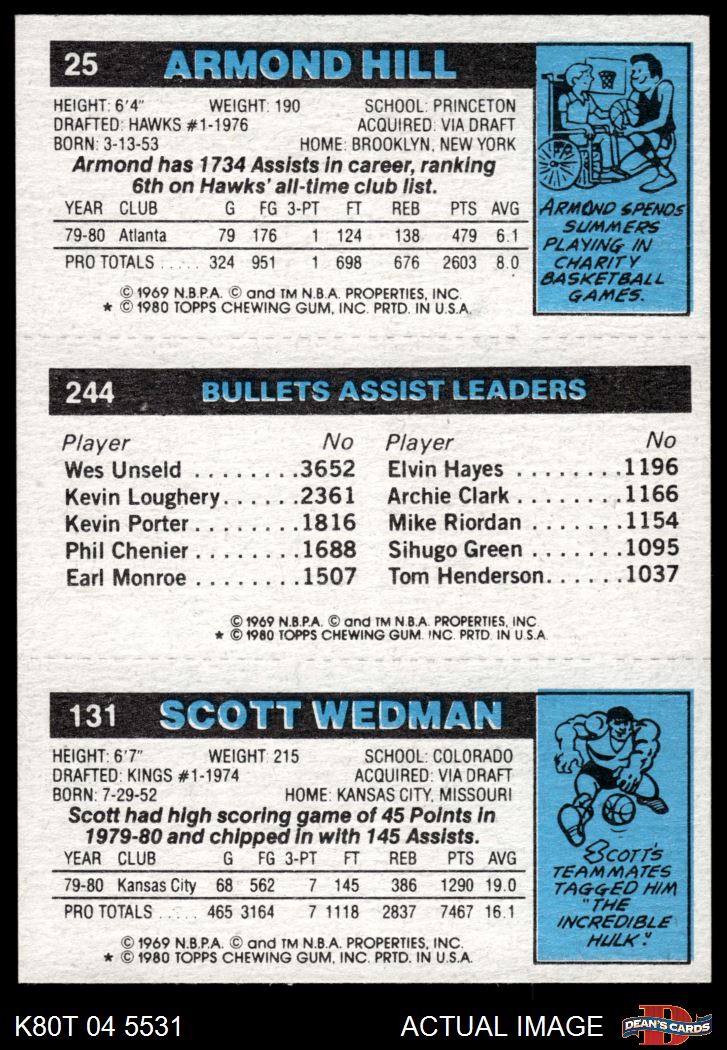 25 ARMOND HILL
HEIGHT: 6'4" WEIGHT: 190 SCHOOL: PRINCETON
DRAFTED: HAWKS #1-1976 ACQUIRED: VIA DRAFT
BORN: 3-13-53 HOME: BROOKLYN, NEW YORK
Armond has 1734 Assists in career, ranking
6th on Hawks' all-time club list.
YEAR CLUB G FG 3-PT FT REB PTS AVG
79-80 Atlanta 79 176 1 124 138 479 6.1
PRO TOTALS ..... 324 951 1 698 676 2603 8.0
© 1969 N.B.P.A. © and TM N.B.A. PROPERTIES, INC.
★ © 1980 TOPPS CHEWING GUM, INC. PRTD. IN U.S.A.
ARMOND SPENDS
SUMMERS
PLAYING IN
CHARITY
BASKETBALL
GAMES.
244 BULLETS ASSIST LEADERS
Player No Player No
Wes Unseld ........3652 Elvin Hayes ........1196
Kevin Loughery......2361 Archie Clark ........1166
Kevin Porter........1816 Mike Riordan .......1154
Phil Chenier........1688 Sihugo Green .......1095
Earl Monroe ........1507 Tom Henderson......1037
© 1969 N.B.P.A. © and TM N.B.A. PROPERTIES, INC
★ © 1980 TOPPS CHEWING GUM. INC. PRTD. IN U.S.A.
131 SCOTT WEDMAN
HEIGHT: 6'7" WEIGHT: 215 SCHOOL: COLORADO
DRAFTED: KINGS #1-1974 ACQUIRED: VIA DRAFT
BORN: 7-29-52 HOME: KANSAS CITY, MISSOURI
Scott had high scoring game of 45 Points in
1979-80 and chipped in with 145 Assists.
YEAR CLUB G FG 3-PT FT REB PTS AVG
79-80 Kansas City 68 562 7 145 386 1290 19.0
PRO TOTALS ..... 465 3164 7 1118 2837 7467 16.1
© 1969 N.B.P.A. © and TM N.B.A. PROPERTIES, INC.
★ © 1980 TOPPS CHEWING GUM, INC. PRTD. IN U.S.A.
SCOTT'S
TEAMMATES
TAGGED HIM
"THE
INCREDIBLE
HULK".
K80T 04 5531 ACTUAL IMAGE D DEAN'S CARDS